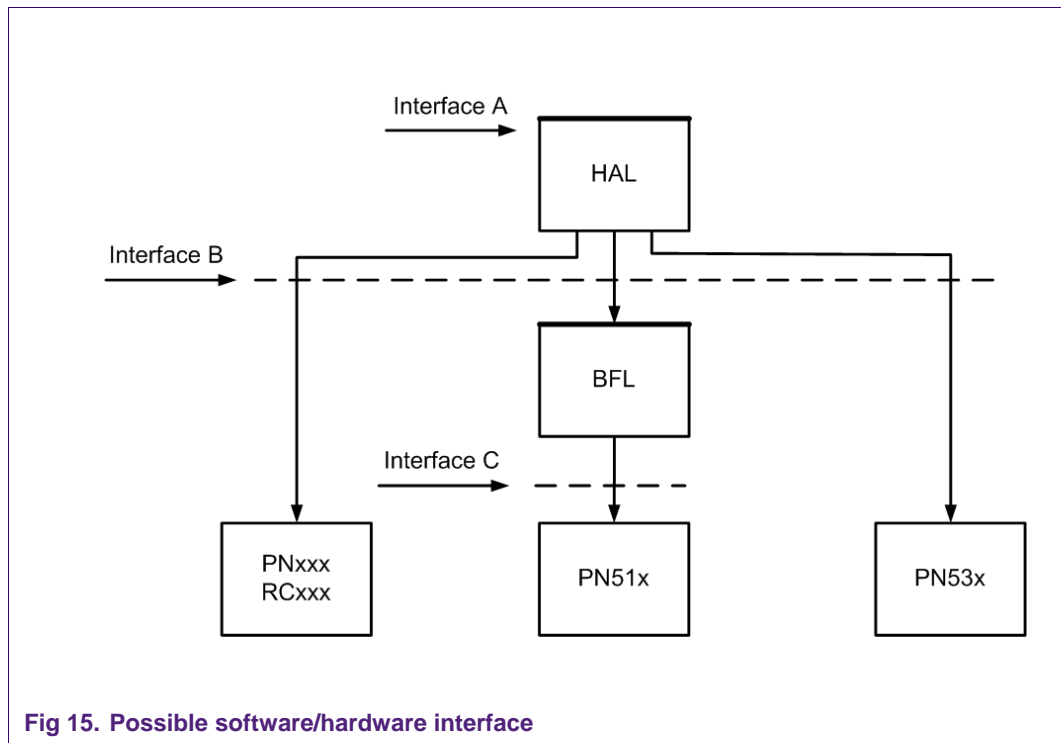 Interface A
HAL
Interface B
BFL
Interface C
PNxxx
RCxxx
PN51x
PN53x
Fig 15. Possible software/hardware interface